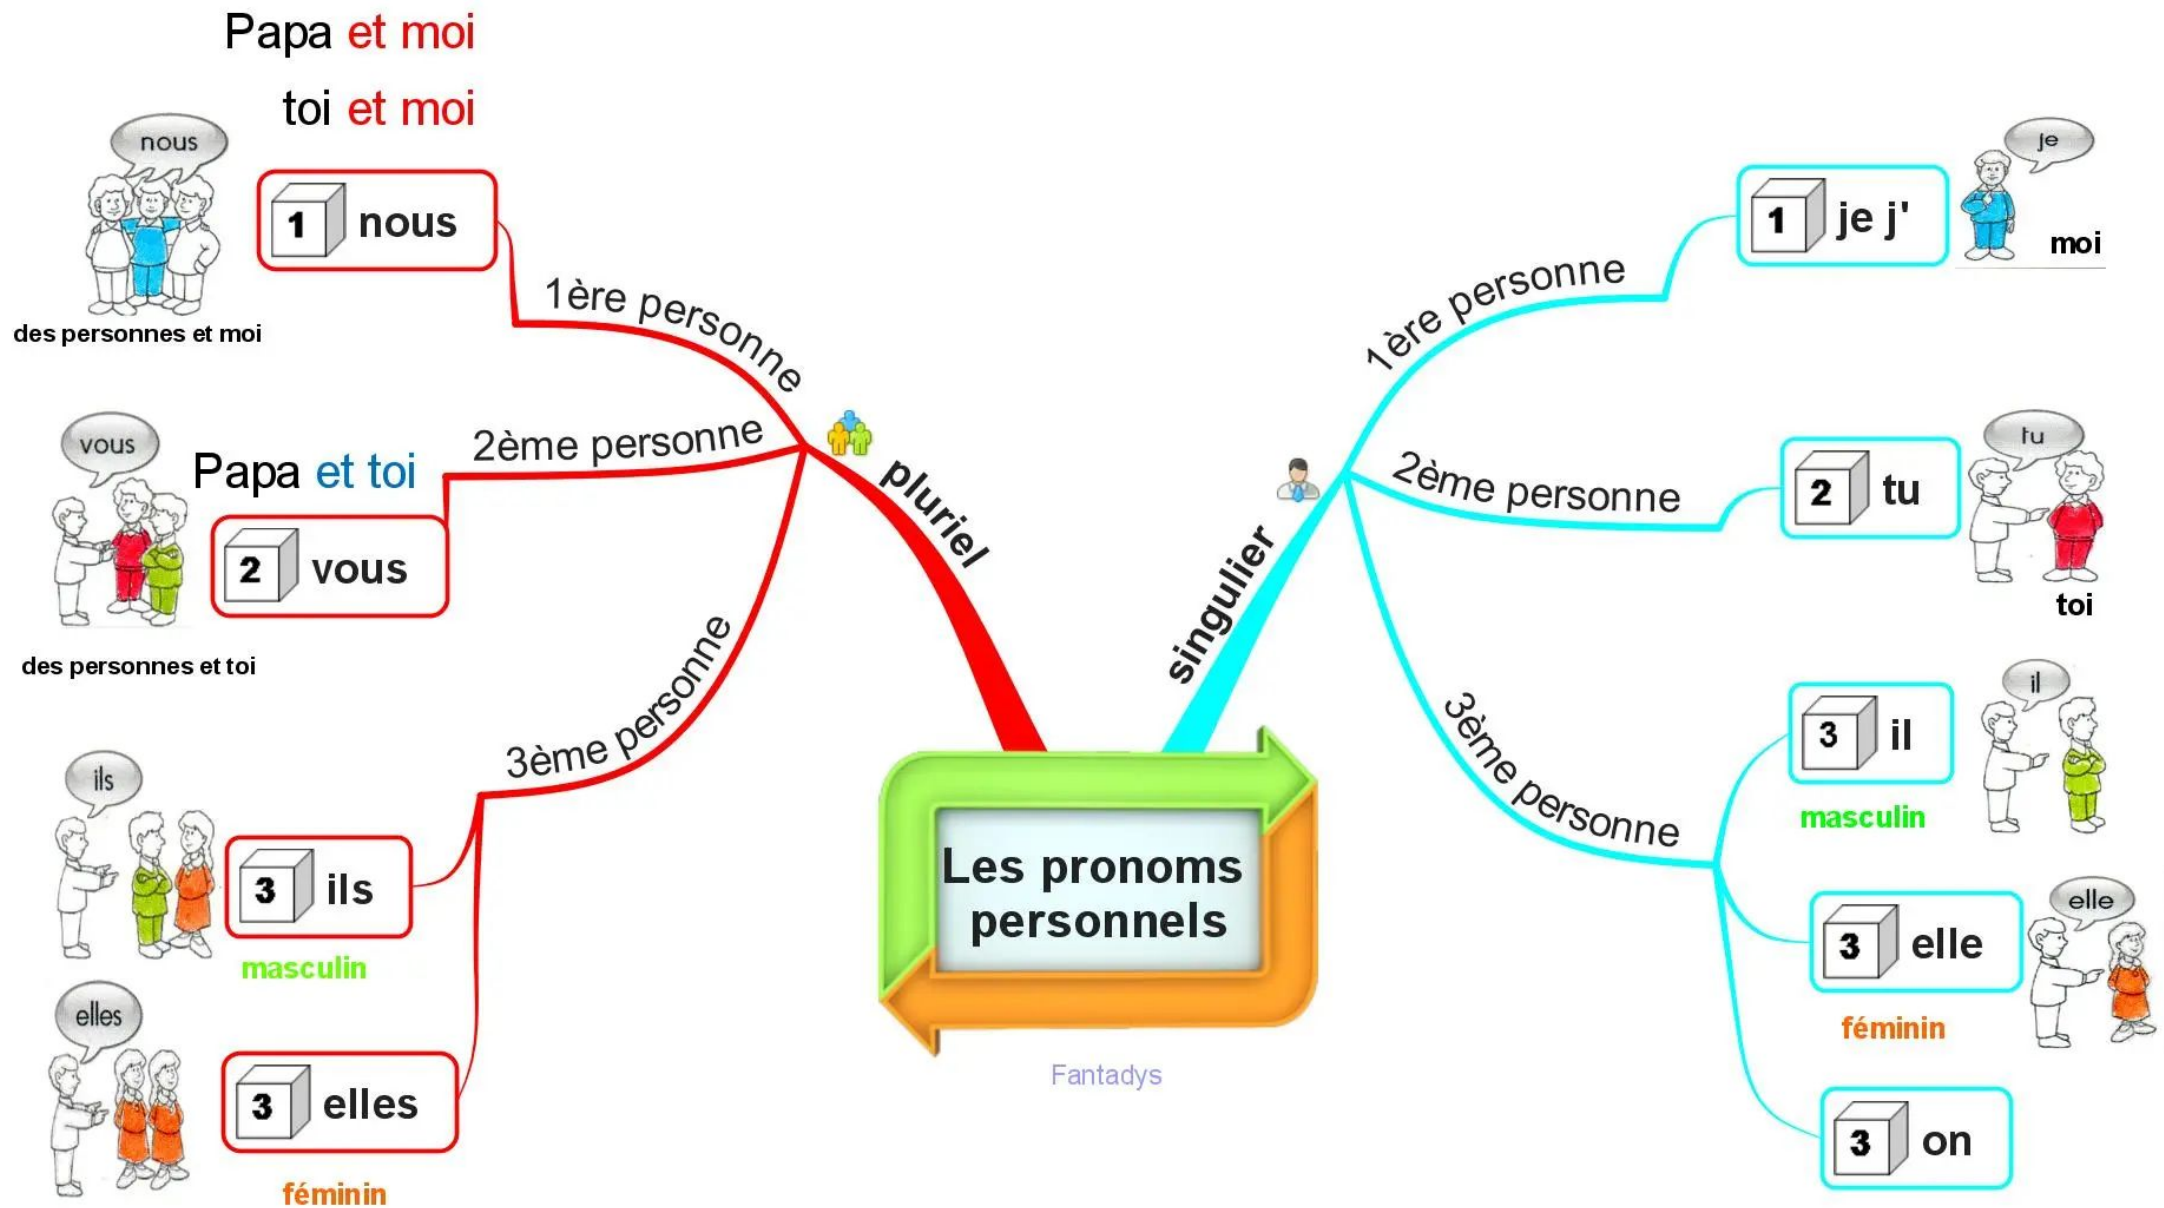 Papa et moi
toi et moi
nous
1 nous
des personnes et moi
1ère personne
vous
Papa et toi
2ème personne
2 vous
des personnes et toi
3ème personne
ils
3 ils
masculin
elles
3 elles
féminin
pluriel
singulier
Les pronoms
personnels
Fantadys
1ère personne
1 je j'
je
moi
2ème personne
2 tu
tu
toi
3ème personne
3 il
il
masculin
3 elle
elle
féminin
3 on